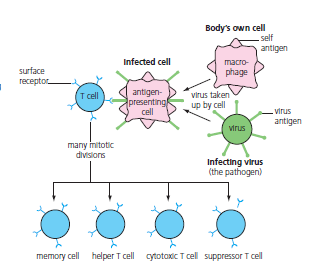 Body's own cell
self
antigen
Infected cell
macro-
phage
surface
receptor
T cell
antigen-
presenting
cell
virus taken
up by cell
virus
antigen
virus
many mitotic
divisions
Infecting virus
(the pathogen)
memory cell
helper T cell
cytotoxic T cell
suppressor T cell